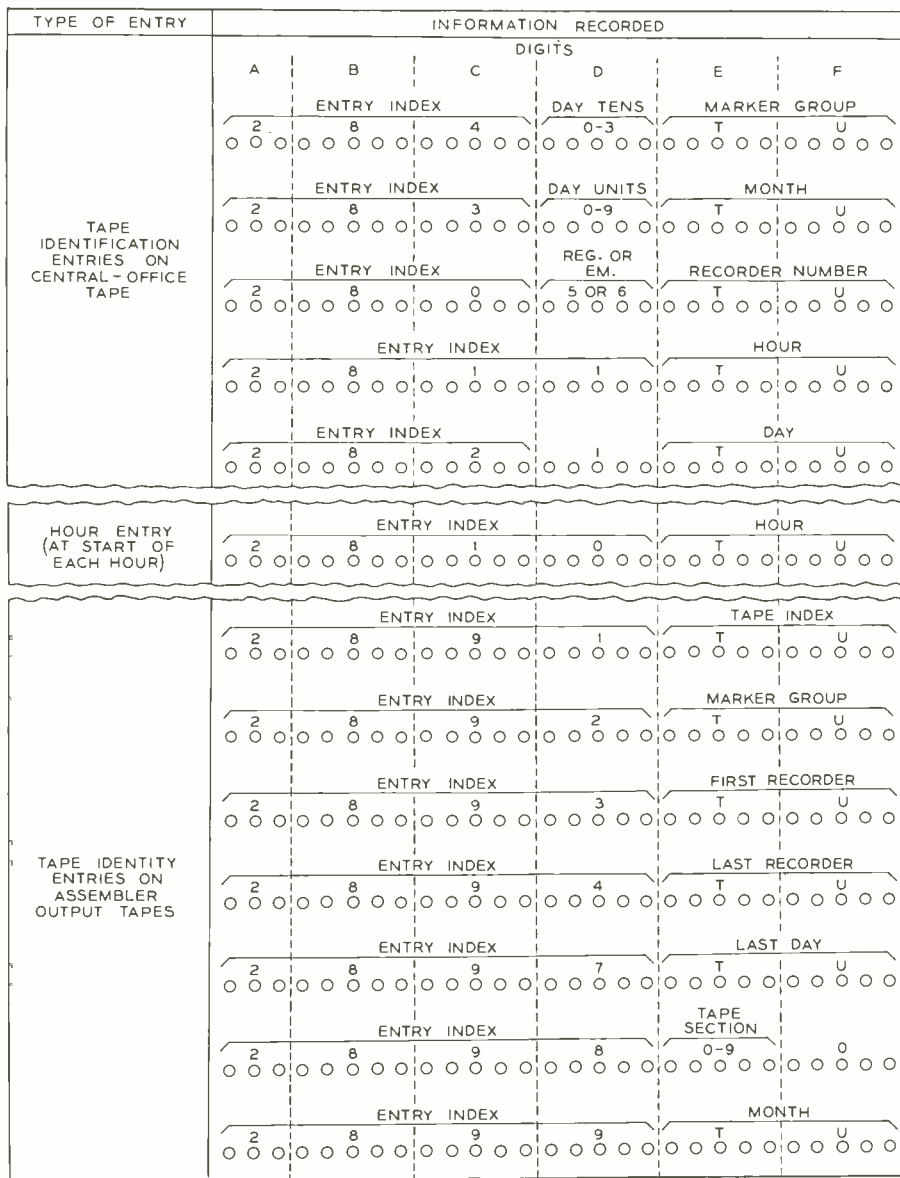 TYPE OF ENTRY INFORMATION RECORDED
DIGITS
A B C D E F
TAPE
IDENTIFICATION
ENTRIES ON
CENTRAL-OFFICE
TAPE
ENTRY INDEX DAY TENS MARKER GROUP
2 8 4 0-3 T U
ENTRY INDEX DAY UNITS MONTH
2 8 3 0-9 T U
ENTRY INDEX REG. OR EM. RECORDER NUMBER
2 8 0 5 OR 6 T U
ENTRY INDEX HOUR
2 8 1 1 T U
ENTRY INDEX DAY
2 8 2 1 T U
HOUR ENTRY
(AT START OF
EACH HOUR)
ENTRY INDEX HOUR
2 8 1 0 T U
TAPE IDENTITY
ENTRIES ON
ASSEMBLER
OUTPUT TAPES
ENTRY INDEX TAPE INDEX
2 8 9 1 T U
ENTRY INDEX MARKER GROUP
2 8 9 2 T U
ENTRY INDEX FIRST RECORDER
2 8 9 3 T U
ENTRY INDEX LAST RECORDER
2 8 9 4 T U
ENTRY INDEX LAST DAY
2 8 9 7 T U
ENTRY INDEX TAPE SECTION
2 8 9 8 0-9 0
ENTRY INDEX MONTH
2 8 9 9 T U